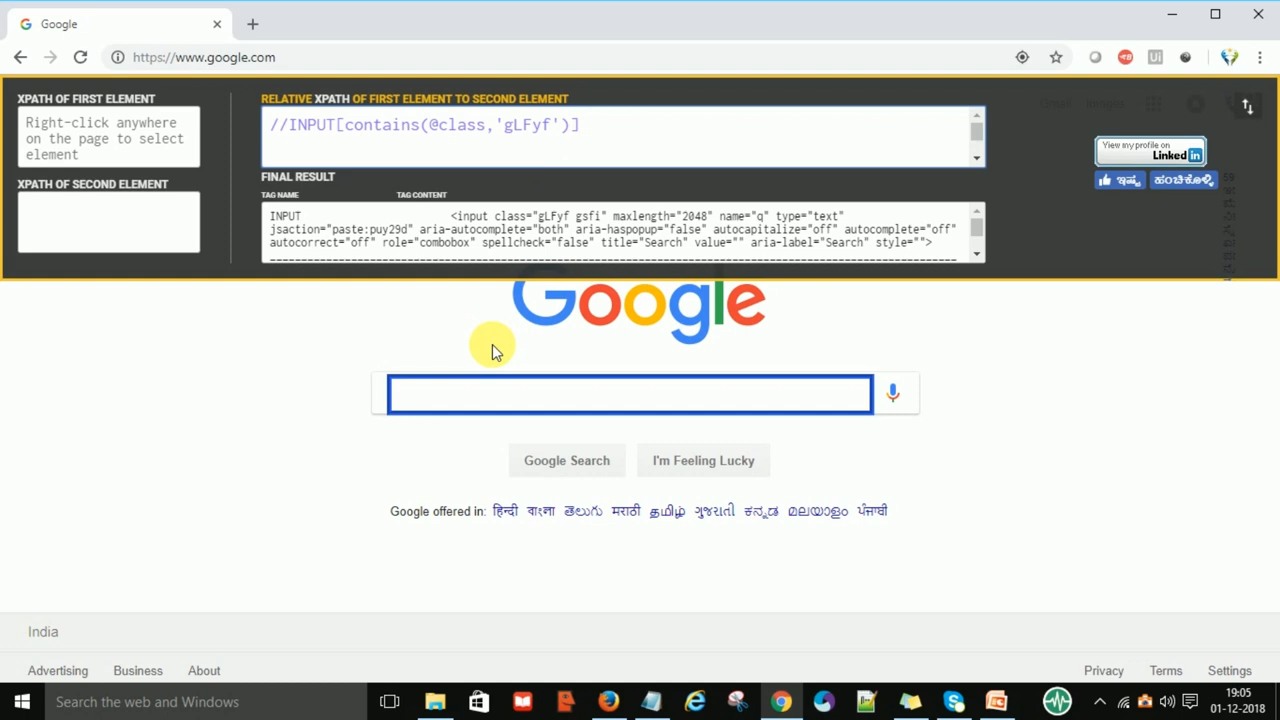 Google
https://www.google.com
XPATH OF FIRST ELEMENT
Right-click anywhere
on the page to select
element
XPATH OF SECOND ELEMENT
RELATIVE XPATH OF FIRST ELEMENT TO SECOND ELEMENT
//INPUT[contains(@class,'gLFyf')]
FINAL RESULT
TAG NAME TAG CONTENT
INPUT <input class="gLFyf gsfi" maxlength="2048" name="q" type="text"
jsaction="paste:puy29d" aria-autocomplete="both" aria-haspopup="false" autocapitalize="off" autocomplete="off"
autocorrect="off" role="combobox" spellcheck="false" title="Search" value="" aria-label="Search" style="">
--------------------------------------------------------------------------------------------
Gmail Images
View my profile on
Linked in
ಇಷ್ಟ ಹಂಚಿಕೊಳ್ಳಿ
Google
Google Search I'm Feeling Lucky
Google offered in: हिन्दी বাংলা తెలుగు मराठी தமிழ் ગુજરાતી ಕನ್ನಡ മലയാളം ਪੰਜਾਬੀ
India
Advertising Business About Privacy Terms Settings
Search the web and Windows
19:05
01-12-2018